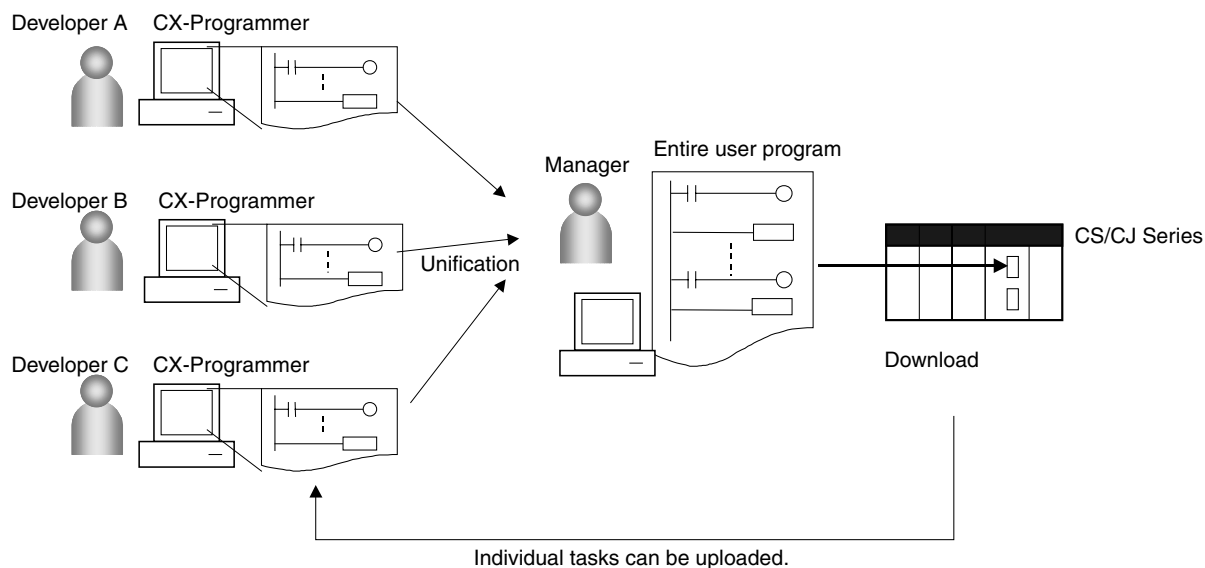 Developer A CX-Programmer
Developer B CX-Programmer
Developer C CX-Programmer
Unification
Manager
Entire user program
CS/CJ Series
Download
Individual tasks can be uploaded.